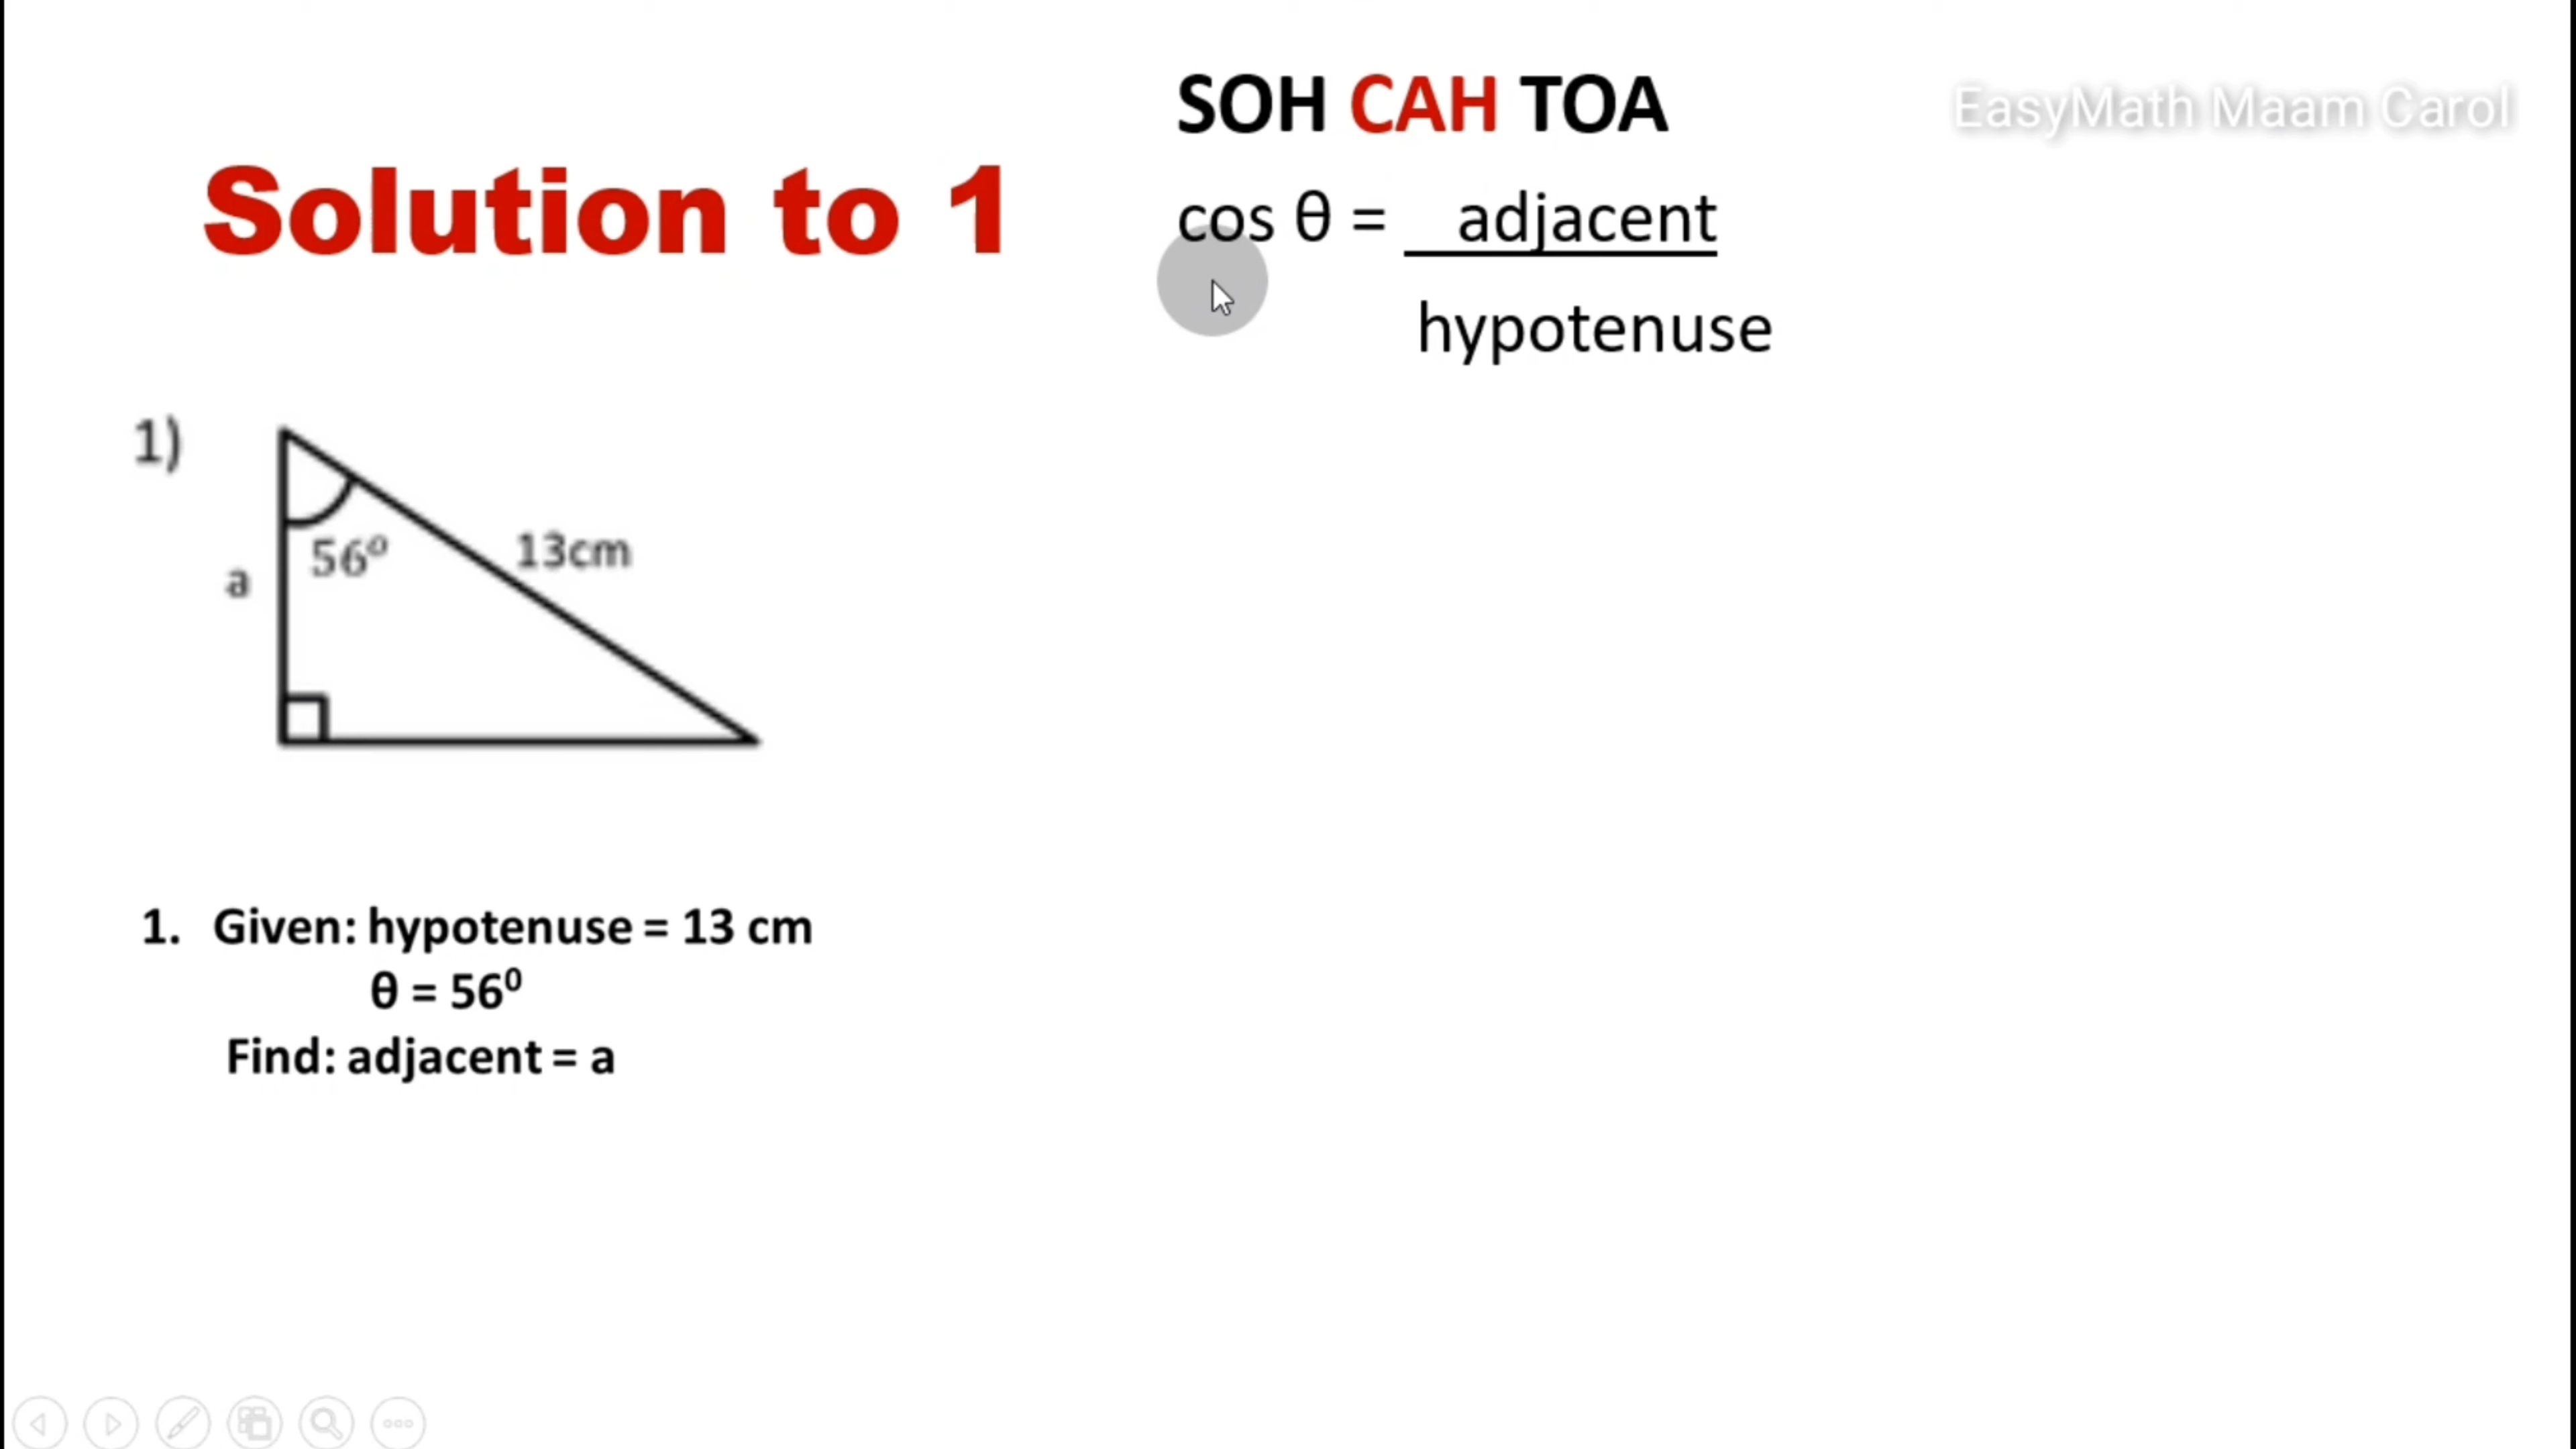 SOH CAH TOA
EasyMath Maam Carol
Solution to 1
cos θ = adjacent
hypotenuse
1)
56⁰
13cm
a
1. Given: hypotenuse = 13 cm
θ = 56⁰
Find: adjacent = a